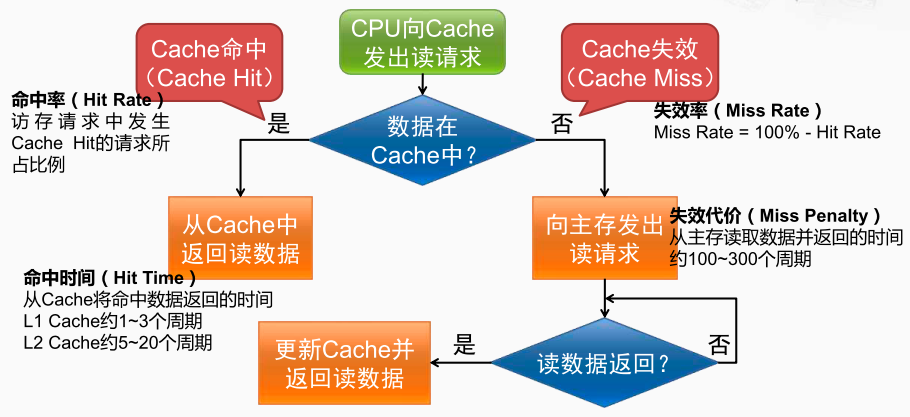 CPU向Cache
发出读请求
Cache命中
（Cache Hit）
Cache失效
（Cache Miss）
命中率（Hit Rate）
访存请求中发生
Cache Hit的请求所
占比例
是
数据在
Cache中？
否
失效率（Miss Rate）
Miss Rate = 100% - Hit Rate
从Cache中
返回读数据
向主存发出
读请求
失效代价（Miss Penalty）
从主存读取数据并返回的时间
约100~300个周期
命中时间（Hit Time）
从Cache将命中数据返回的时间
L1 Cache约1~3个周期
L2 Cache约5~20个周期
更新Cache并
返回读数据
是
读数据返回？
否